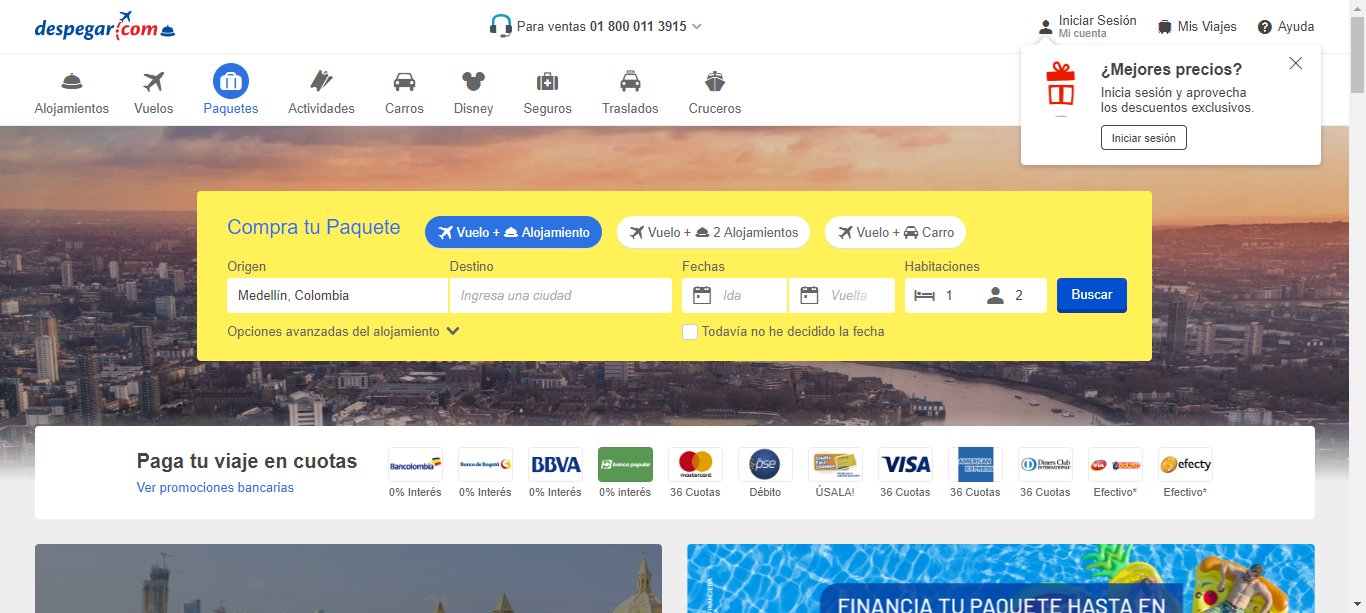 despegar.com
Para ventas 01 800 011 3915
Iniciar Sesión
Mi cuenta
Mis Viajes
Ayuda
¿Mejores precios?
Inicia sesión y aprovecha
los descuentos exclusivos.
Iniciar sesión
Alojamientos
Vuelos
Paquetes
Actividades
Carros
Disney
Seguros
Traslados
Cruceros
Compra tu Paquete
Vuelo + Alojamiento
Vuelo + 2 Alojamientos
Vuelo + Carro
Origen
Destino
Fechas
Habitaciones
Medellín, Colombia
Ingresa una ciudad
Ida
Vuelta
1
2
Buscar
Opciones avanzadas del alojamiento
Todavía no he decidido la fecha
Paga tu viaje en cuotas
Ver promociones bancarias
Bancolombia
0% Interés
Banco de Bogotá
0% Interés
BBVA
0% Interés
banco popular
0% interés
mastercard
36 Cuotas
pse
Débito
ÚSALA!
VISA
36 Cuotas
AMERICAN EXPRESS
36 Cuotas
Diners Club
INTERNATIONAL
36 Cuotas
via
Efectivo*
efecty
Efectivo*
FINANCIA TU PAQUETE HASTA EN